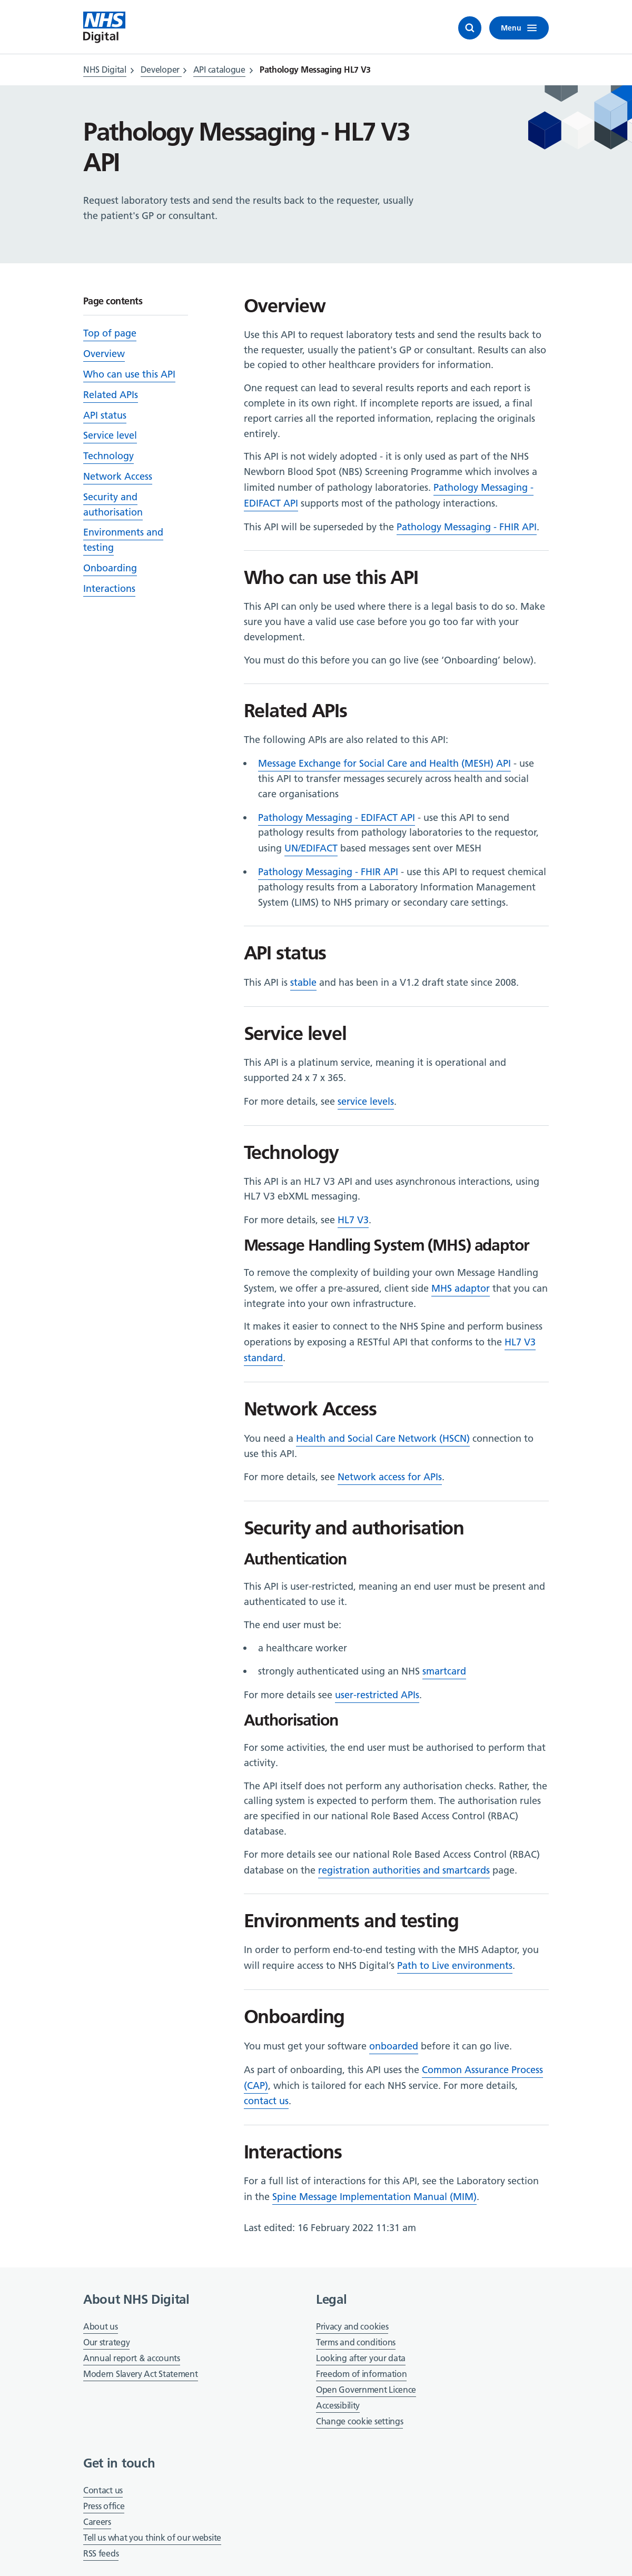 NHS
Digital
Menu
NHS Digital > Developer > API catalogue > Pathology Messaging HL7 V3
Pathology Messaging - HL7 V3
API
Request laboratory tests and send the results back to the requester, usually
the patient's GP or consultant.
Page contents
Top of page
Overview
Who can use this API
Related APIs
API status
Service level
Technology
Network Access
Security and
authorisation
Environments and
testing
Onboarding
Interactions
Overview
Use this API to request laboratory tests and send the results back to
the requester, usually the patient's GP or consultant. Results can also
be copied to other healthcare providers for information.
One request can lead to several results reports and each report is
complete in its own right. If incomplete reports are issued, a final
report carries all the reported information, replacing the originals
entirely.
This API is not widely adopted - it is only used as part of the NHS
Newborn Blood Spot (NBS) Screening Programme which involves a
limited number of pathology laboratories. Pathology Messaging -
EDIFACT API supports most of the pathology interactions.
This API will be superseded by the Pathology Messaging - FHIR API.
Who can use this API
This API can only be used where there is a legal basis to do so. Make
sure you have a valid use case before you go too far with your
development.
You must do this before you can go live (see ‘Onboarding’ below).
Related APIs
The following APIs are also related to this API:
• Message Exchange for Social Care and Health (MESH) API - use
this API to transfer messages securely across health and social
care organisations
• Pathology Messaging - EDIFACT API - use this API to send
pathology results from pathology laboratories to the requestor,
using UN/EDIFACT based messages sent over MESH
• Pathology Messaging - FHIR API - use this API to request chemical
pathology results from a Laboratory Information Management
System (LIMS) to NHS primary or secondary care settings.
API status
This API is stable and has been in a V1.2 draft state since 2008.
Service level
This API is a platinum service, meaning it is operational and
supported 24 x 7 x 365.
For more details, see service levels.
Technology
This API is an HL7 V3 API and uses asynchronous interactions, using
HL7 V3 ebXML messaging.
For more details, see HL7 V3.
Message Handling System (MHS) adaptor
To remove the complexity of building your own Message Handling
System, we offer a pre-assured, client side MHS adaptor that you can
integrate into your own infrastructure.
It makes it easier to connect to the NHS Spine and perform business
operations by exposing a RESTful API that conforms to the HL7 V3
standard.
Network Access
You need a Health and Social Care Network (HSCN) connection to
use this API.
For more details, see Network access for APIs.
Security and authorisation
Authentication
This API is user-restricted, meaning an end user must be present and
authenticated to use it.
The end user must be:
• a healthcare worker
• strongly authenticated using an NHS smartcard
For more details see user-restricted APIs.
Authorisation
For some activities, the end user must be authorised to perform that
activity.
The API itself does not perform any authorisation checks. Rather, the
calling system is expected to perform them. The authorisation rules
are specified in our national Role Based Access Control (RBAC)
database.
For more details see our national Role Based Access Control (RBAC)
database on the registration authorities and smartcards page.
Environments and testing
In order to perform end-to-end testing with the MHS Adaptor, you
will require access to NHS Digital’s Path to Live environments.
Onboarding
You must get your software onboarded before it can go live.
As part of onboarding, this API uses the Common Assurance Process
(CAP), which is tailored for each NHS service. For more details,
contact us.
Interactions
For a full list of interactions for this API, see the Laboratory section
in the Spine Message Implementation Manual (MIM).
Last edited: 16 February 2022 11:31 am
About NHS Digital
About us
Our strategy
Annual report & accounts
Modern Slavery Act Statement
Legal
Privacy and cookies
Terms and conditions
Looking after your data
Freedom of information
Open Government Licence
Accessibility
Change cookie settings
Get in touch
Contact us
Press office
Careers
Tell us what you think of our website
RSS feeds